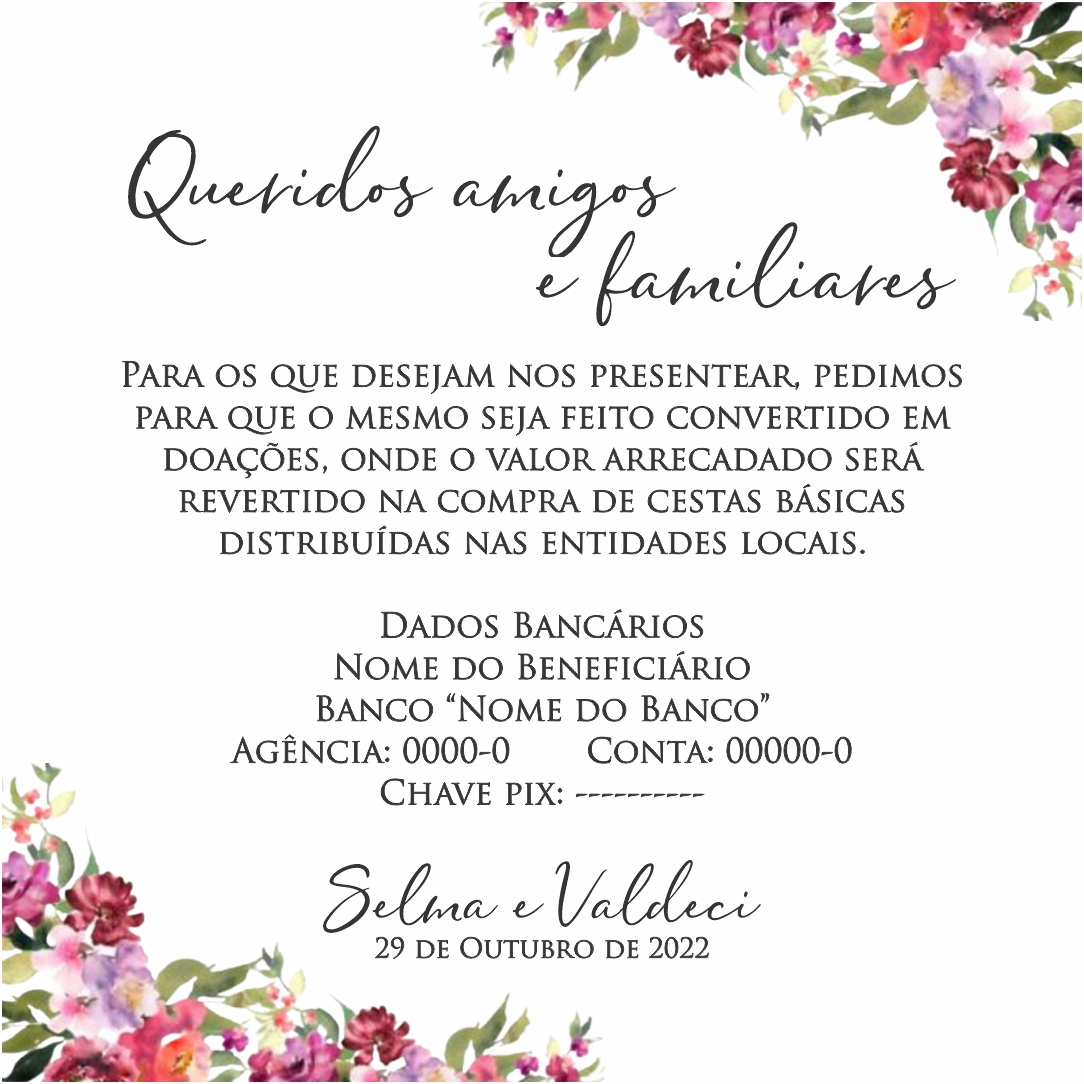 Queridos amigos
e familiares
Para os que desejam nos presentear, pedimos
para que o mesmo seja feito convertido em
doações, onde o valor arrecadado será
revertido na compra de cestas básicas
distribuídas nas entidades locais.
Dados Bancários
Nome do Beneficiário
Banco “Nome do Banco”
Agência: 0000-0 Conta: 00000-0
Chave pix: ----------
Selma e Valdeci
29 de Outubro de 2022